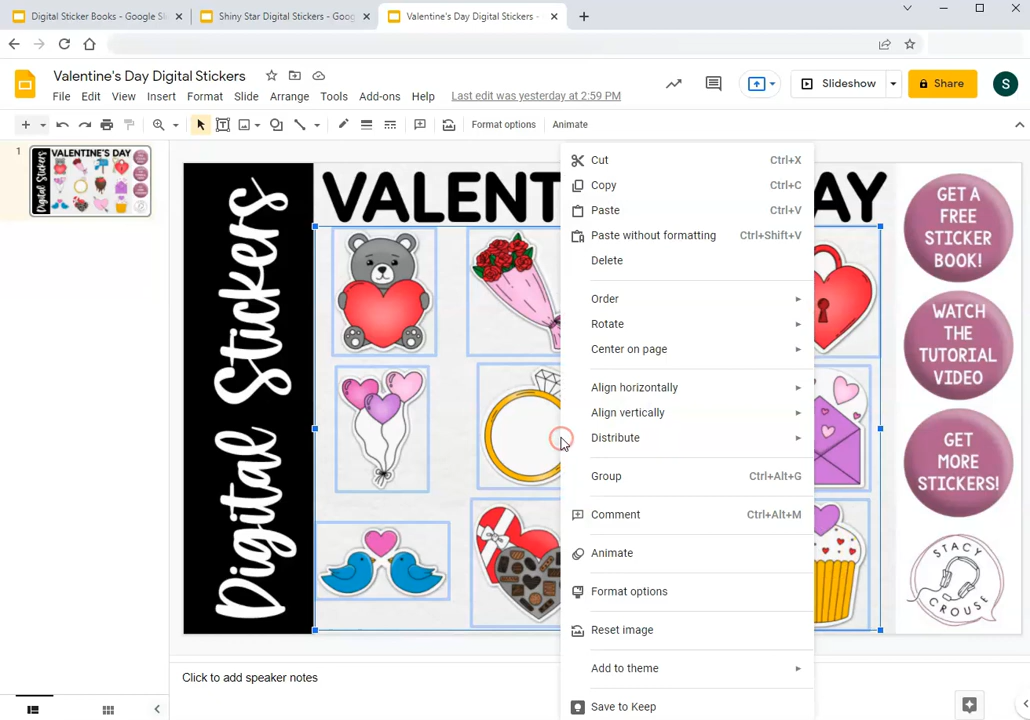 Digital Sticker Books - Google Sl
Shiny Star Digital Stickers - Goog
Valentine's Day Digital Stickers -
Valentine's Day Digital Stickers
File Edit View Insert Format Slide Arrange Tools Add-ons Help Last edit was yesterday at 2:59 PM
Slideshow
Share
S
Format options Animate
1
Digital Stickers
VALENTINE'S DAY
Digital Stickers
VALENT
AY
Cut Ctrl+X
Copy Ctrl+C
Paste Ctrl+V
Paste without formatting Ctrl+Shift+V
Delete
Order
Rotate
Center on page
Align horizontally
Align vertically
Distribute
Group Ctrl+Alt+G
Comment Ctrl+Alt+M
Animate
Format options
Reset image
Add to theme
Save to Keep
GET A
FREE
STICKER
BOOK!
WATCH
THE
TUTORIAL
VIDEO
GET
MORE
STICKERS!
STACY
CROUSE
Click to add speaker notes